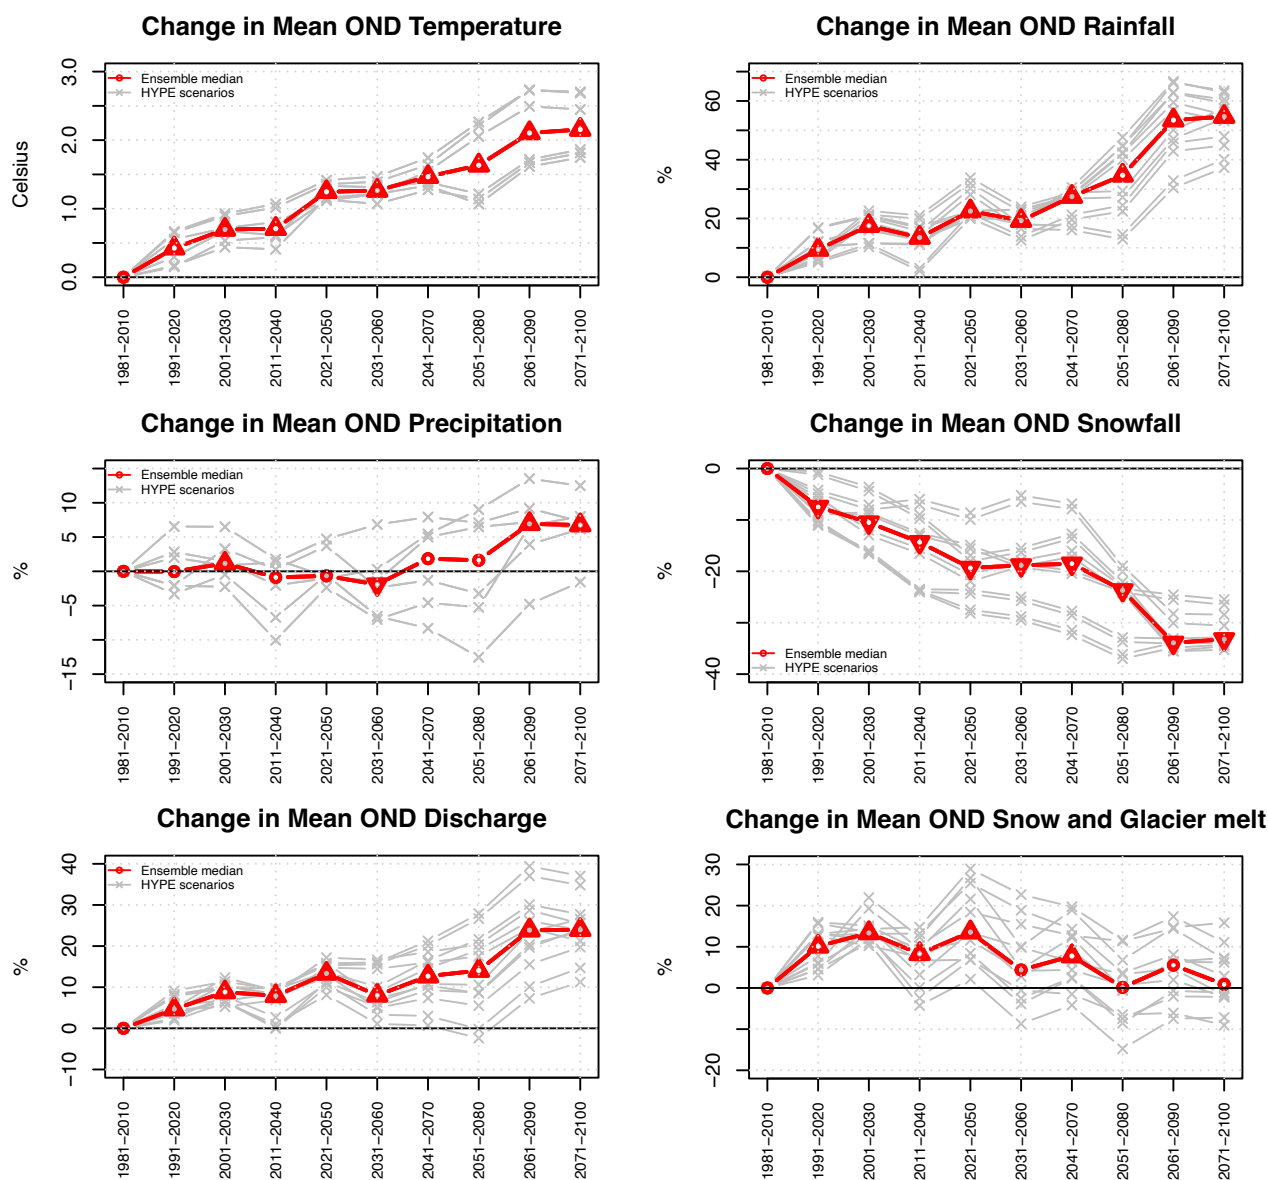 Change in Mean OND Temperature
Celsius
0.0 1.0 2.0 3.0
Ensemble median
HYPE scenarios
1981−2010 1991−2020 2001−2030 2011−2040 2021−2050 2031−2060 2041−2070 2051−2080 2061−2090 2071−2100
Change in Mean OND Rainfall
%
0 20 40 60
Ensemble median
HYPE scenarios
1981−2010 1991−2020 2001−2030 2011−2040 2021−2050 2031−2060 2041−2070 2051−2080 2061−2090 2071−2100
Change in Mean OND Precipitation
%
−15 −5 5 10
Ensemble median
HYPE scenarios
1981−2010 1991−2020 2001−2030 2011−2040 2021−2050 2031−2060 2041−2070 2051−2080 2061−2090 2071−2100
Change in Mean OND Snowfall
%
−40 −20 0
Ensemble median
HYPE scenarios
1981−2010 1991−2020 2001−2030 2011−2040 2021−2050 2031−2060 2041−2070 2051−2080 2061−2090 2071−2100
Change in Mean OND Discharge
%
−10 0 10 20 30 40
Ensemble median
HYPE scenarios
1981−2010 1991−2020 2001−2030 2011−2040 2021−2050 2031−2060 2041−2070 2051−2080 2061−2090 2071−2100
Change in Mean OND Snow and Glacier melt
%
−20 0 10 20 30
1981−2010 1991−2020 2001−2030 2011−2040 2021−2050 2031−2060 2041−2070 2051−2080 2061−2090 2071−2100